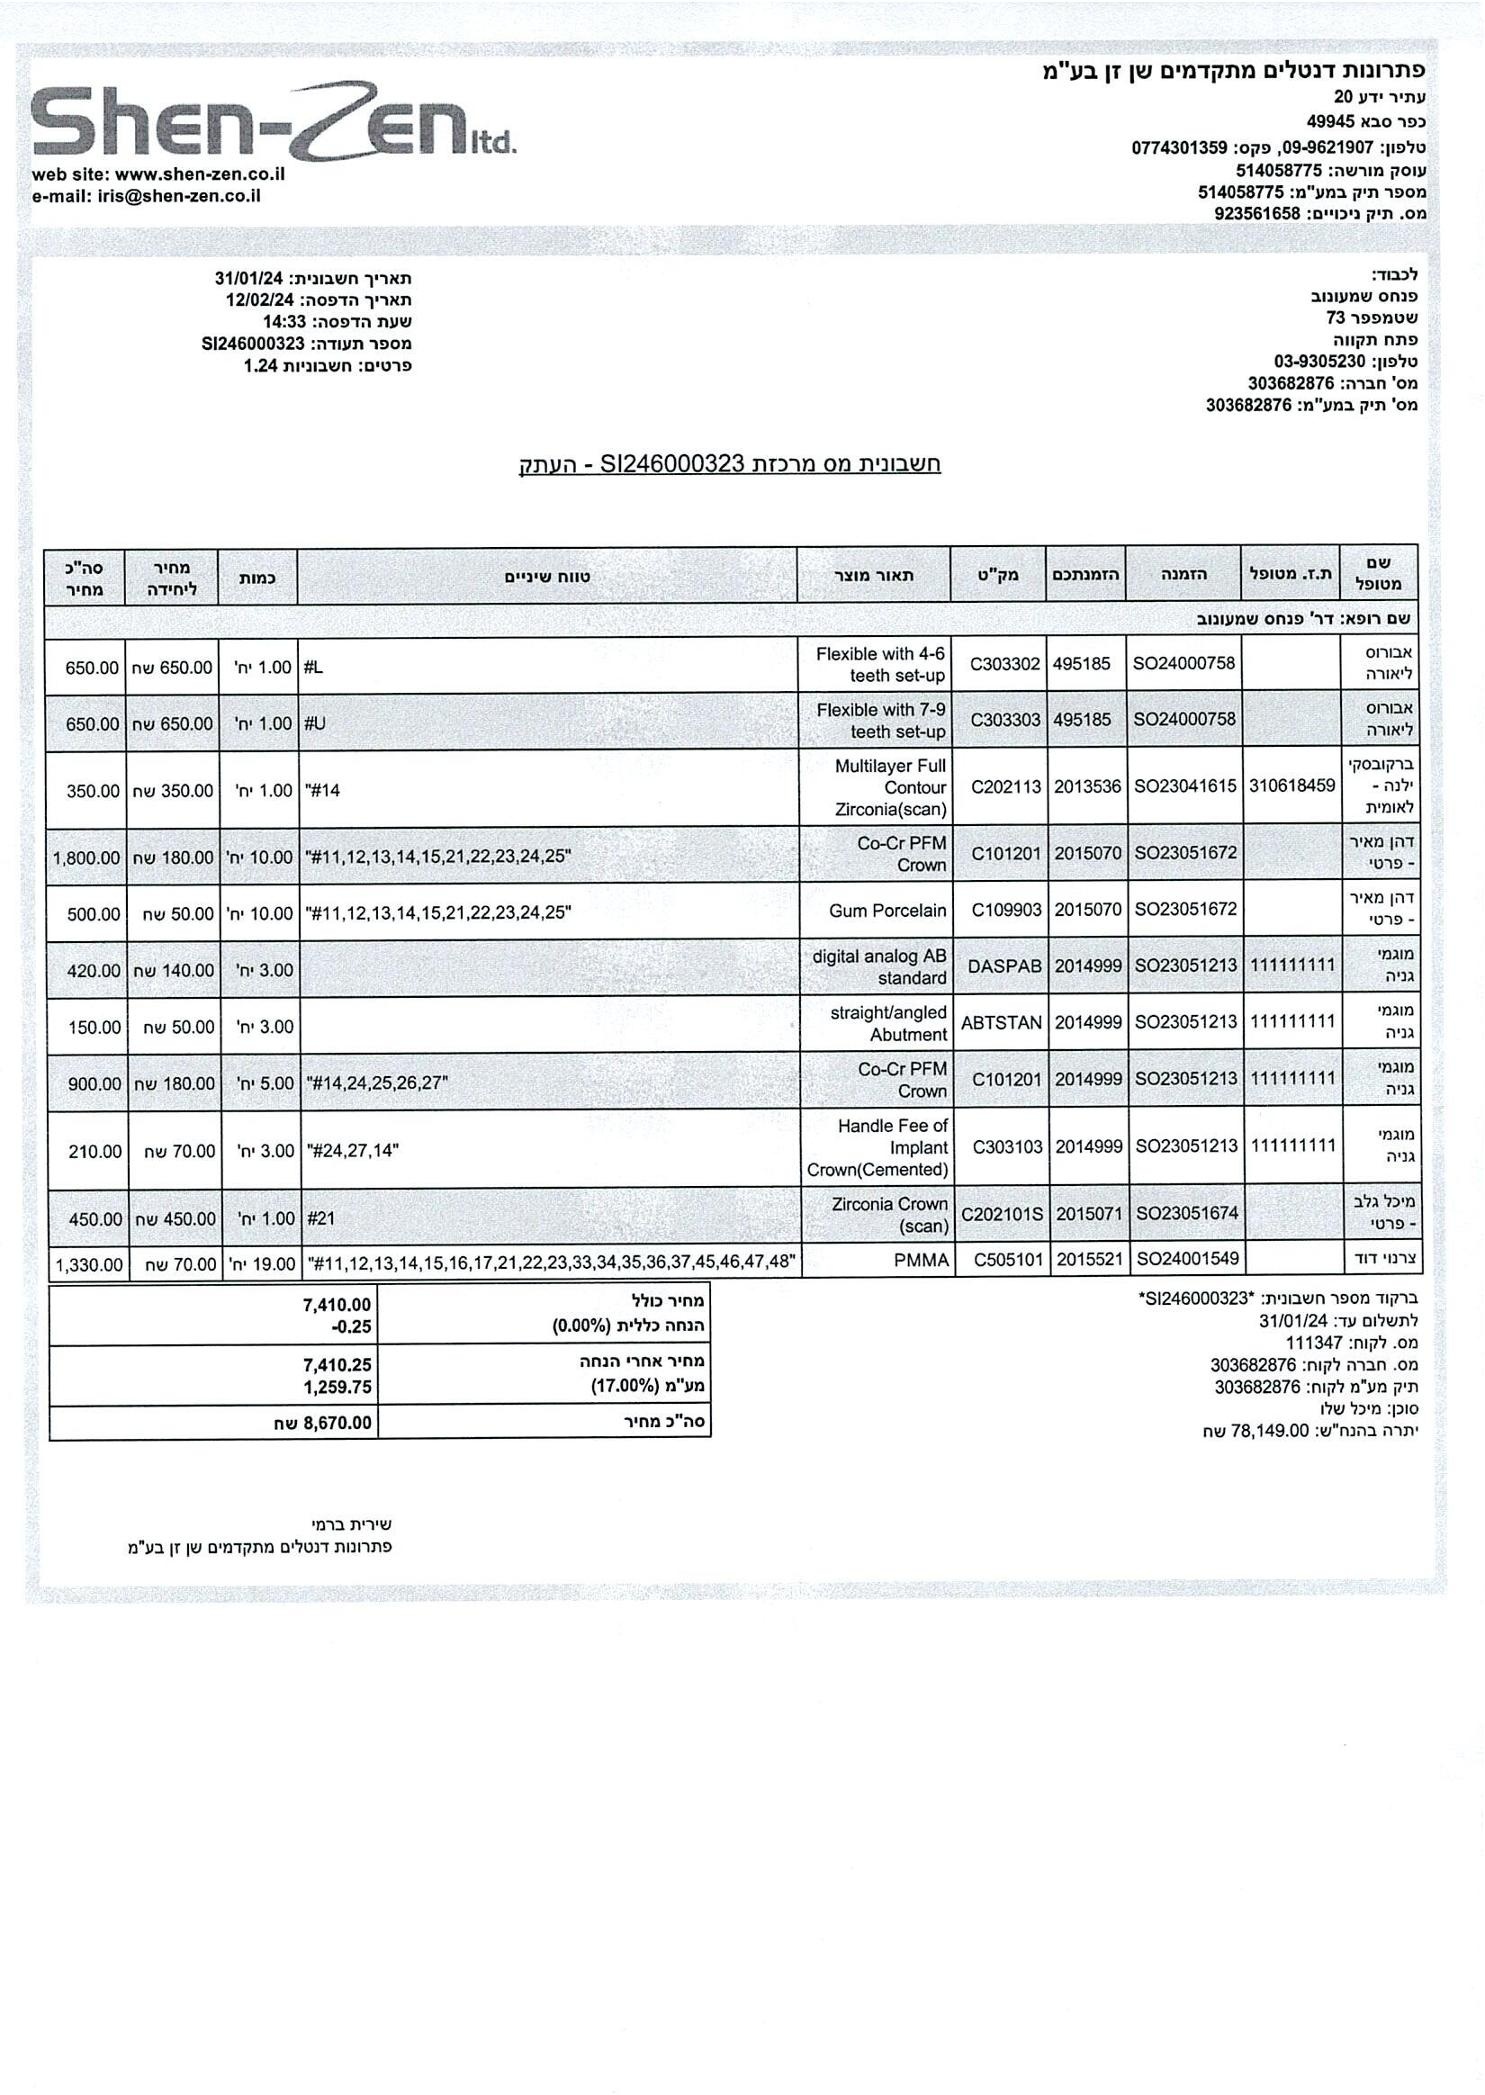 Shen-Zen ltd.
web site: www.shen-zen.co.il
e-mail: iris@shen-zen.co.il
פתרונות דנטלים מתקדמים שן זן בע"מ
עתיר ידע 20
כפר סבא 49945
טלפון: 09-9621907, פקס: 0774301359
עוסק מורשה: 514058775
מספר תיק במע"מ: 514058775
מס. תיק ניכויים: 923561658
לכבוד:
פנחס שמעונוב
שטמפפר 73
פתח תקווה
טלפון: 03-9305230
מס' חברה: 303682876
מס' תיק במע"מ: 303682876
תאריך חשבונית: 31/01/24
תאריך הדפסה: 12/02/24
שעת הדפסה: 14:33
מספר תעודה: SI246000323
פרטים: חשבוניות 1.24
חשבונית מס מרכזת SI246000323 - העתק
שם מטופל ת.ז. מטופל הזמנה הזמנתכם מק"ט תאור מוצר טווח שיניים כמות מחיר ליחידה סה"כ מחיר
שם רופא: דר' פנחס שמעונוב
אבורוס ליאורה SO24000758 495185 C303302 Flexible with 4-6 teeth set-up #L 1.00 יח' 650.00 שח 650.00
אבורוס ליאורה SO24000758 495185 C303303 Flexible with 7-9 teeth set-up #U 1.00 יח' 650.00 שח 650.00
ברקובסקי ילנה - לאומית 310618459 SO23041615 2013536 C202113 Multilayer Full Contour Zirconia(scan) "#14 1.00 יח' 350.00 שח 350.00
דהן מאיר - פרטי SO23051672 2015070 C101201 Co-Cr PFM Crown "#11,12,13,14,15,21,22,23,24,25" 10.00 יח' 180.00 שח 1,800.00
דהן מאיר - פרטי SO23051672 2015070 C109903 Gum Porcelain "#11,12,13,14,15,21,22,23,24,25" 10.00 יח' 50.00 שח 500.00
מוגמי גניה 111111111 SO23051213 2014999 DASPAB digital analog AB standard 3.00 יח' 140.00 שח 420.00
מוגמי גניה 111111111 SO23051213 2014999 ABTSTAN straight/angled Abutment 3.00 יח' 50.00 שח 150.00
מוגמי גניה 111111111 SO23051213 2014999 C101201 Co-Cr PFM Crown "#14,24,25,26,27" 5.00 יח' 180.00 שח 900.00
מוגמי גניה 111111111 SO23051213 2014999 C303103 Handle Fee of Implant Crown(Cemented) "#24,27,14" 3.00 יח' 70.00 שח 210.00
מיכל גלב - פרטי SO23051674 2015071 C202101S Zirconia Crown (scan) #21 1.00 יח' 450.00 שח 450.00
צרנוי דוד SO24001549 2015521 C505101 PMMA "#11,12,13,14,15,16,17,21,22,23,33,34,35,36,37,45,46,47,48" 19.00 יח' 70.00 שח 1,330.00
ברקוד מספר חשבונית: *SI246000323*
לתשלום עד: 31/01/24
מס. לקוח: 111347
מס. חברה לקוח: 303682876
תיק מע"מ לקוח: 303682876
סוכן: מיכל שלו
יתרה בהנח"ש: 78,149.00 שח
מחיר כולל 7,410.00
הנחה כללית (0.00%) -0.25
מחיר אחרי הנחה 7,410.25
מע"מ (17.00%) 1,259.75
סה"כ מחיר 8,670.00 שח
שירית ברמי
פתרונות דנטלים מתקדמים שן זן בע"מ